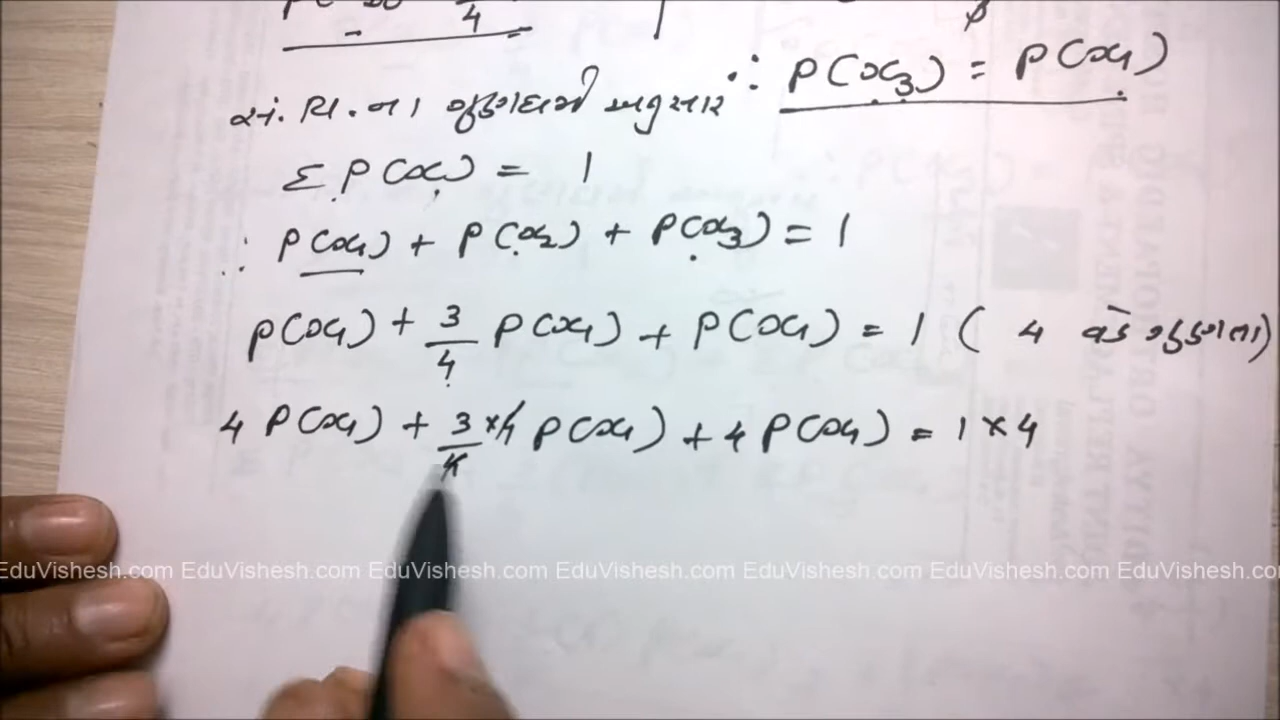 4
∴ P(x3) = P(x1)
સં. વિ. ના ગુણધર્મ અનુસાર
Σ P(x) = 1
∴ P(x1) + P(x2) + P(x3) = 1
P(x1) + 3/4 P(x1) + P(x1) = 1 ( 4 વડે ગુણતા)
4 P(x1) + 3/4 × 4 P(x1) + 4 P(x1) = 1 × 4
EduVishesh.com EduVishesh.com EduVishesh.com EduVishesh.com EduVishesh.com EduVishesh.com EduVishesh.com